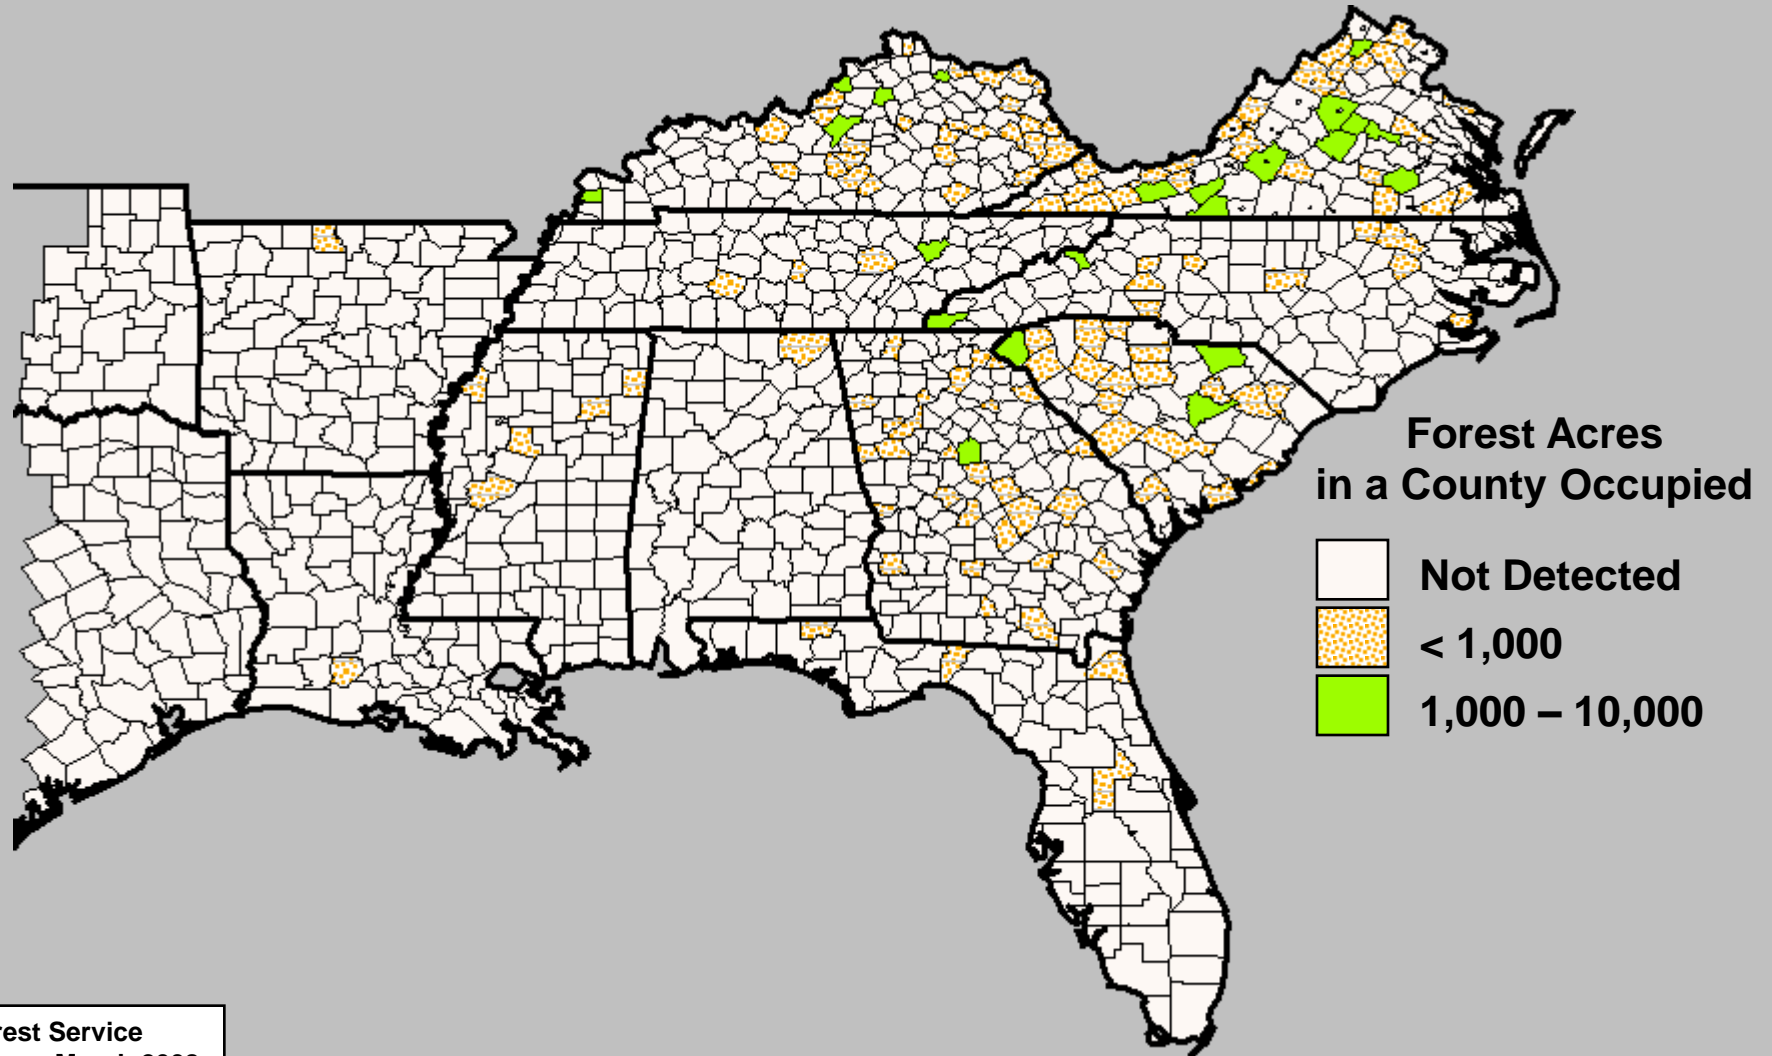 Forest Acres
in a County Occupied
Not Detected
< 1,000
1,000 – 10,000
rest Service